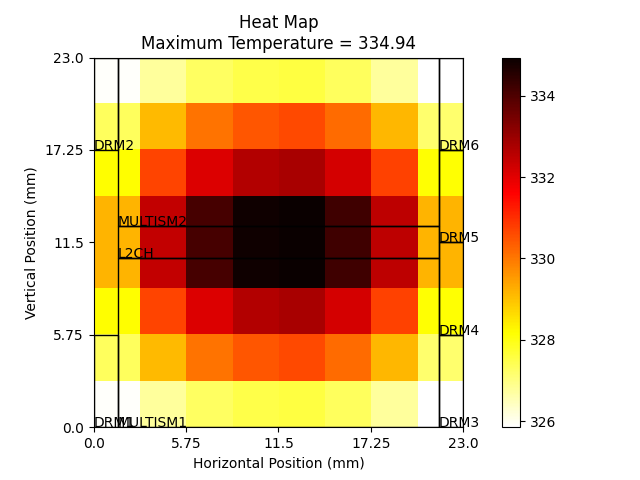 Heat Map
Maximum Temperature = 334.94
23.0
17.25
11.5
5.75
0.0
Vertical Position (mm)
DRM2
DRM6
MULTISM2
DRM5
L2CH
DRM4
DRM1
MULTISM1
DRM3
0.0 5.75 11.5 17.25 23.0
Horizontal Position (mm)
334
332
330
328
326